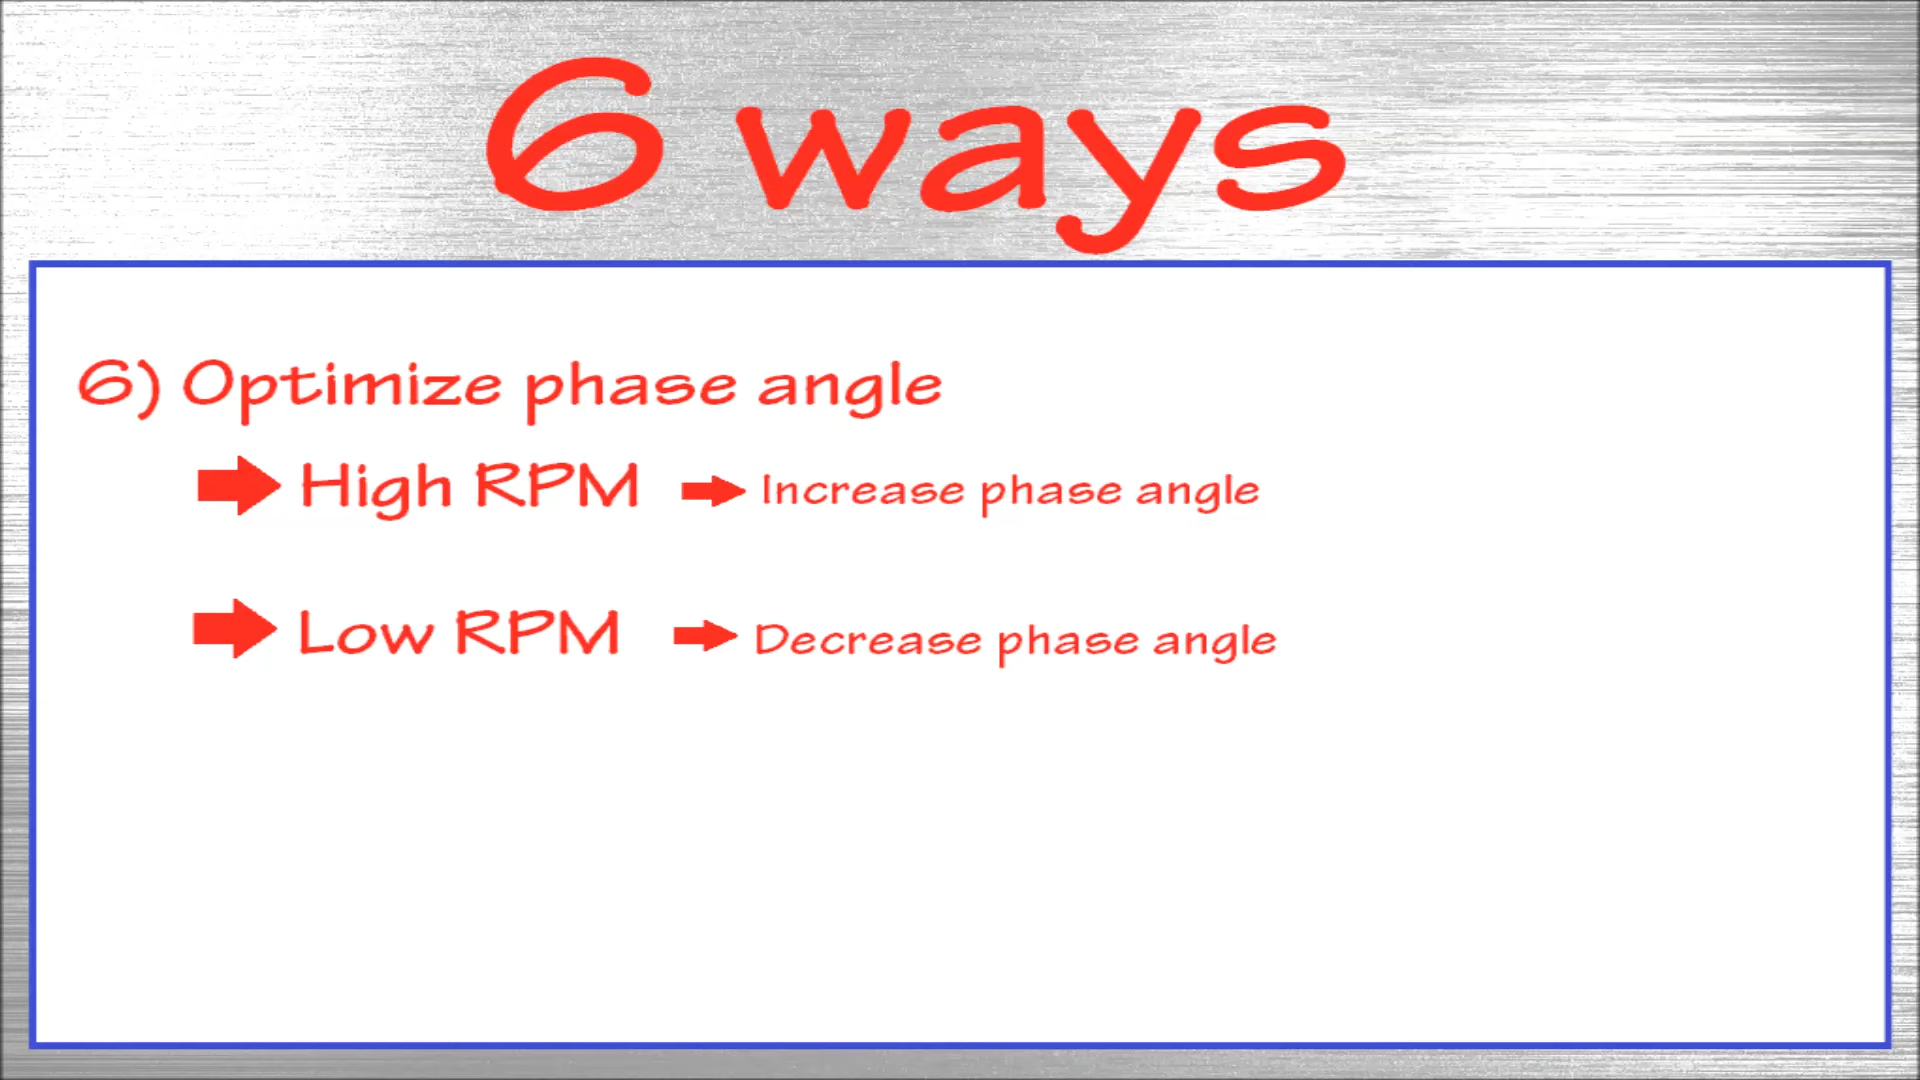 6 ways
6) Optimize phase angle
High RPM Increase phase angle
Low RPM Decrease phase angle